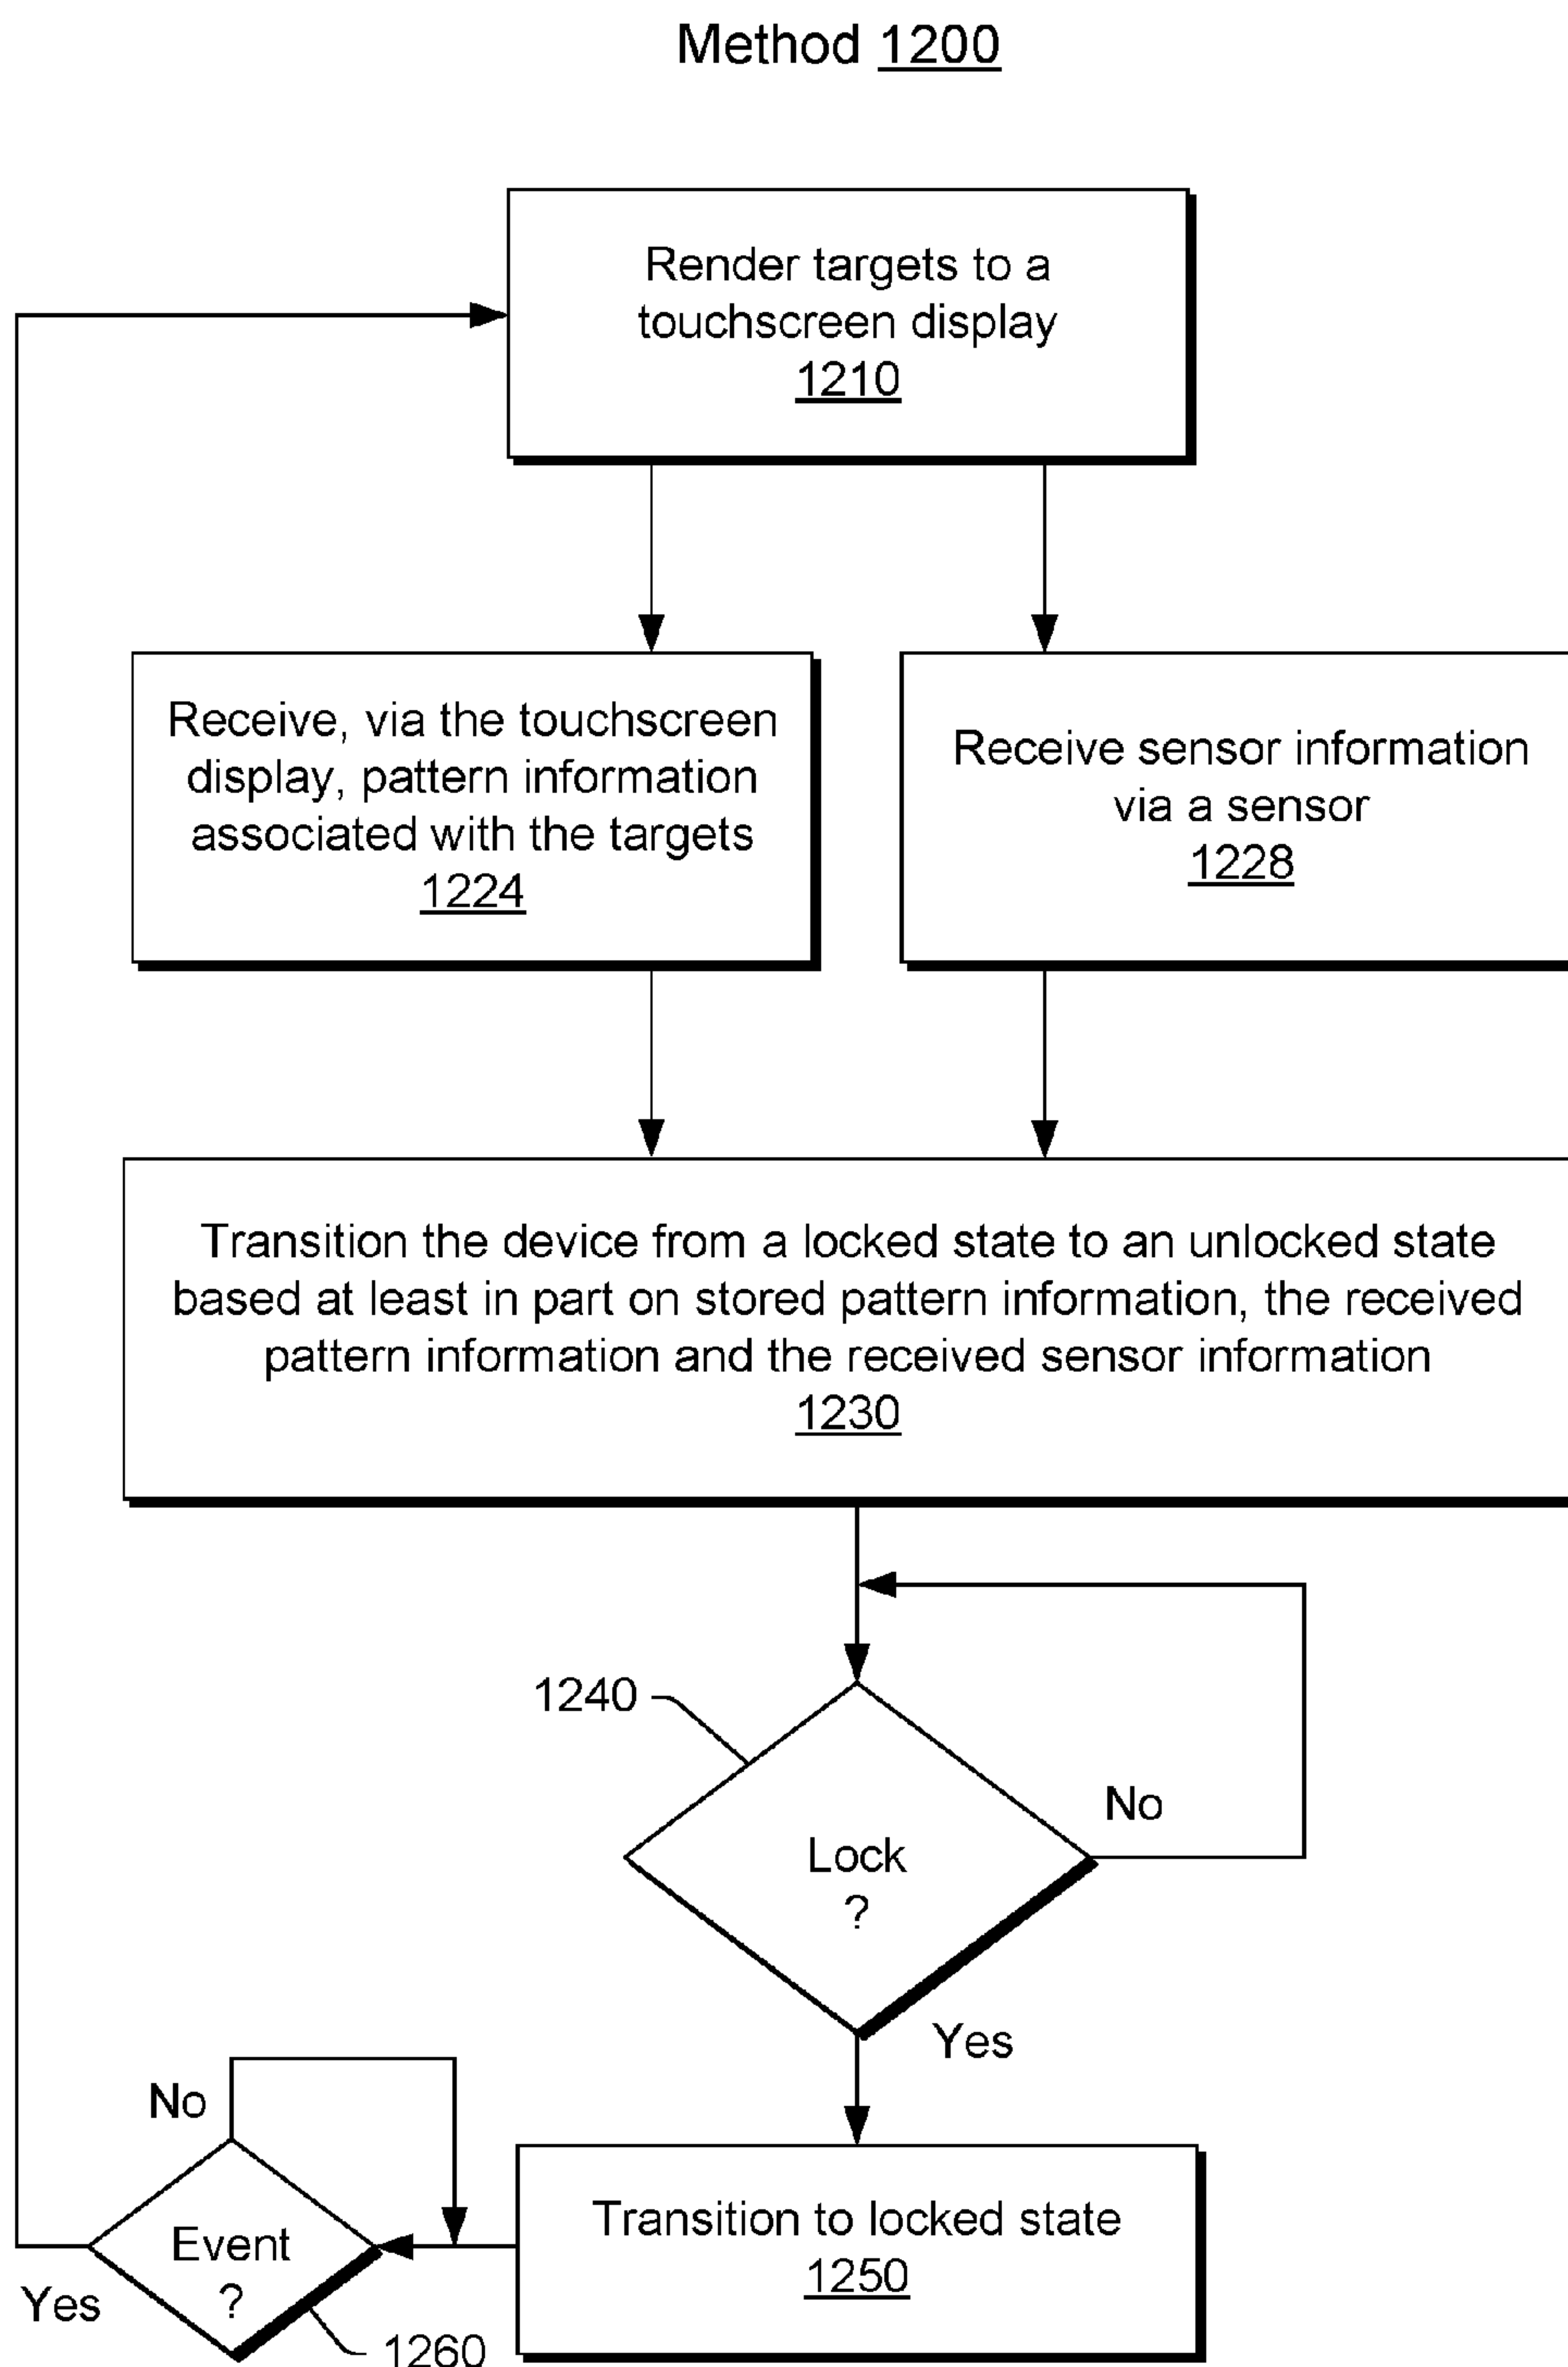 Method 1200
Render targets to a
touchscreen display
1210
Receive, via the touchscreen
display, pattern information
associated with the targets
1224
Receive sensor information
via a sensor
1228
Transition the device from a locked state to an unlocked state
based at least in part on stored pattern information, the received
pattern information and the received sensor information
1230
1240
Lock
?
No
Yes
Transition to locked state
1250
No
Event
?
Yes
1260